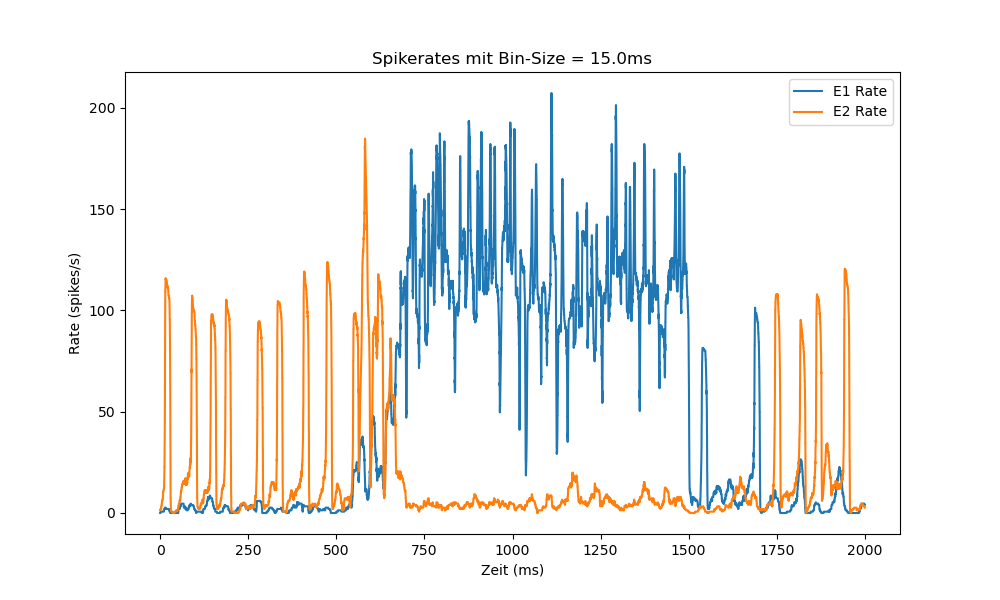 Spikerates mit Bin-Size = 15.0ms
E1 Rate
E2 Rate
200
150
100
50
0
Rate (spikes/s)
0 250 500 750 1000 1250 1500 1750 2000
Zeit (ms)